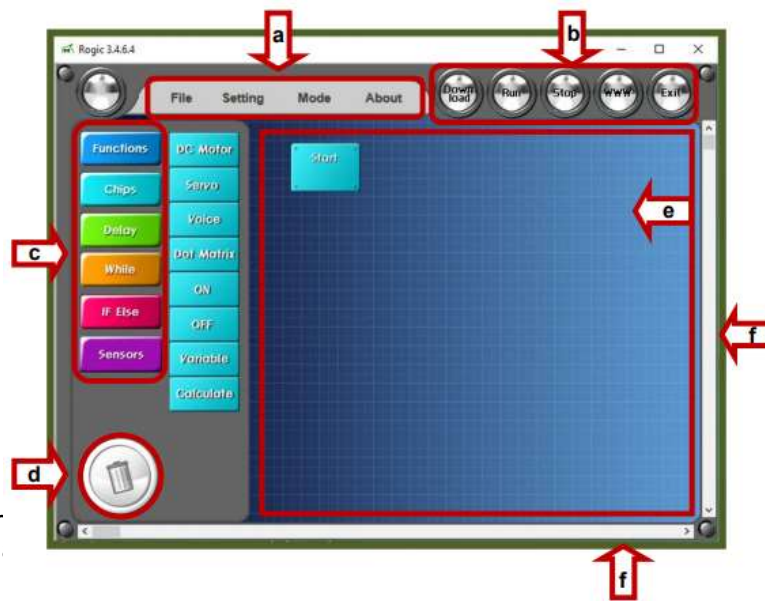 a
b
Rogic 3.4.6.4
File Setting Mode About
Down load Run Stop WWW Exit
Functions DC Motor
Start
Chips Servo
e
Delay Voice
c
While Dot Matrix
ON
IF Else OFF
f
Sensors Variable
Calculate
d
f